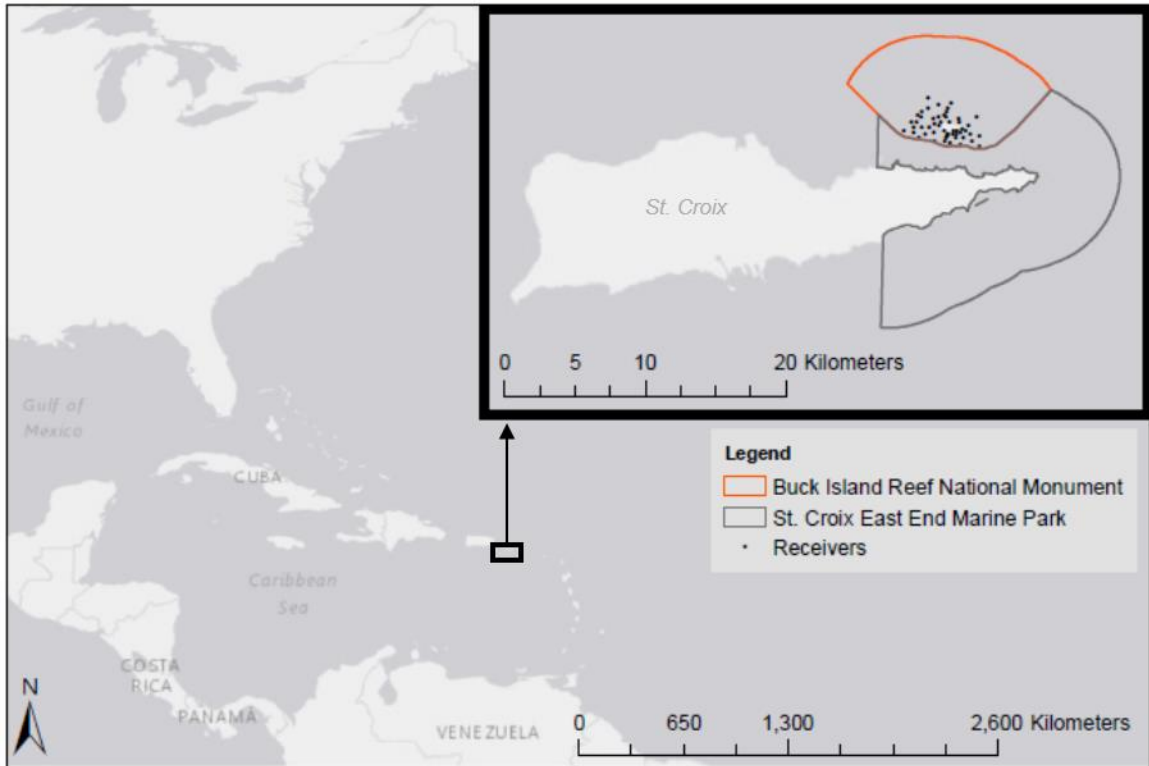 St. Croix
0 5 10 20 Kilometers
Gulf of
Mexico
CUBA
Legend
Buck Island Reef National Monument
St. Croix East End Marine Park
Receivers
Caribbean
Sea
COSTA
RICA
N
PANAMÁ
VENEZUELA
0 650 1,300 2,600 Kilometers